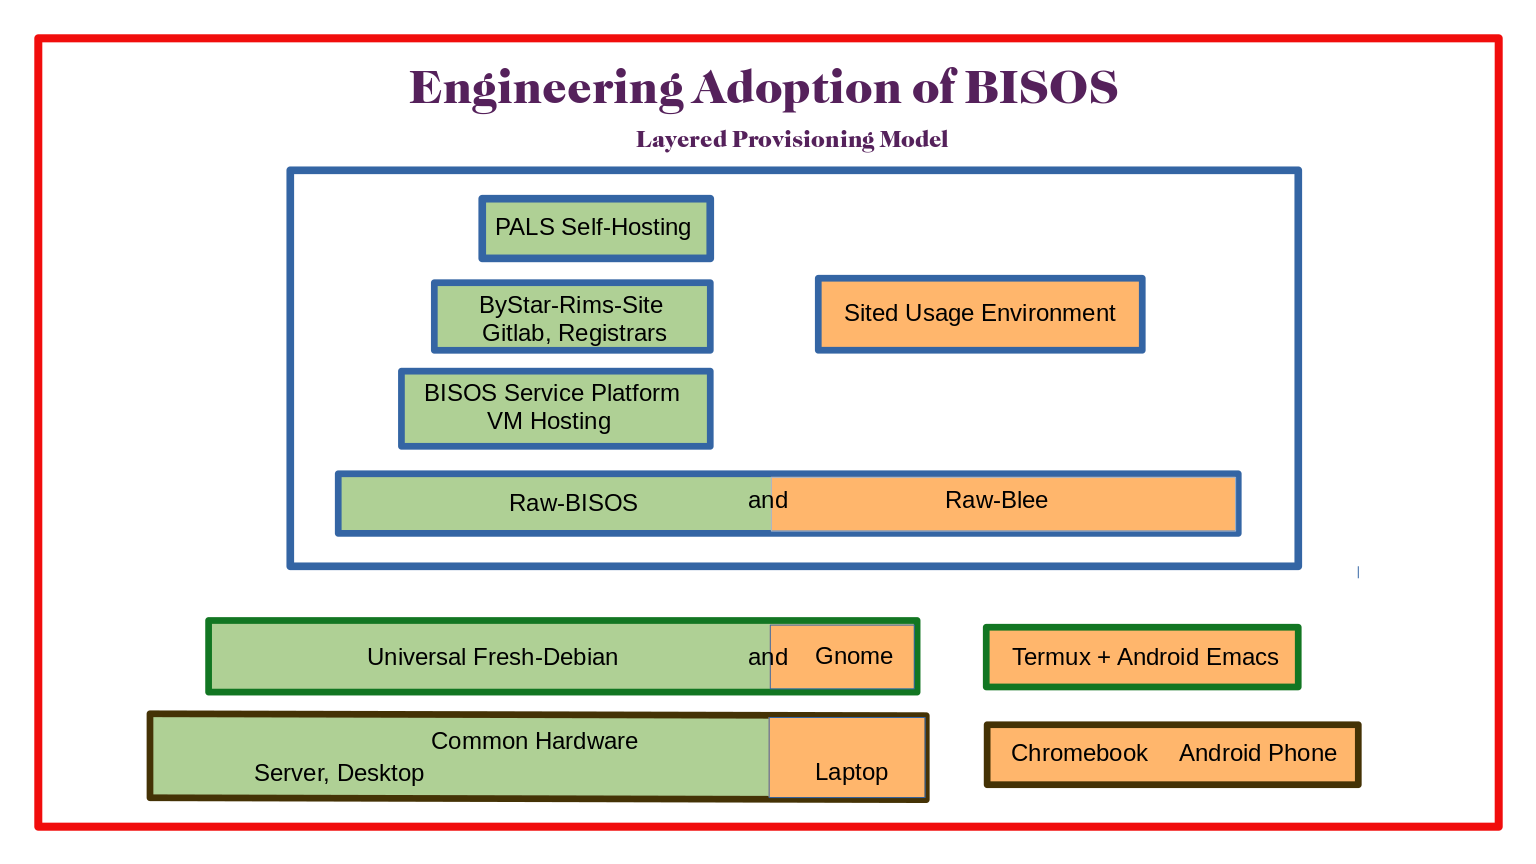 Engineering Adoption of BISOS
Layered Provisioning Model
PALS Self-Hosting
ByStar-Rims-Site
Gitlab, Registrars
Sited Usage Environment
BISOS Service Platform
VM Hosting
Raw-BISOS and Raw-Blee
Universal Fresh-Debian and Gnome
Termux + Android Emacs
Common Hardware
Server, Desktop
Laptop
Chromebook Android Phone